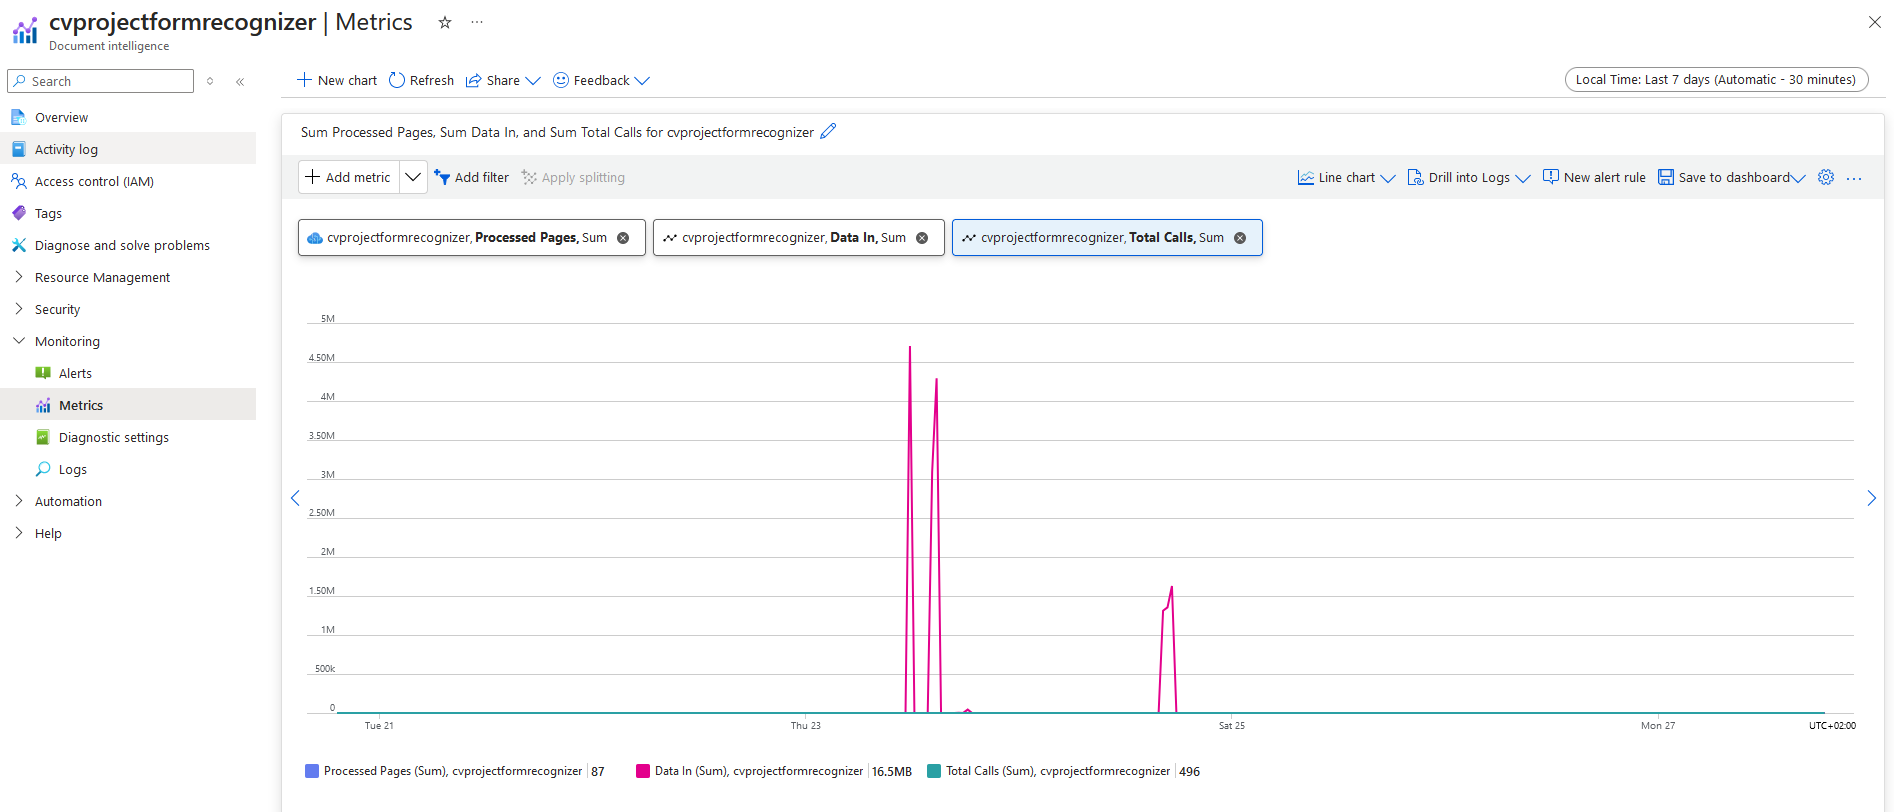 cvprojectformrecognizer | Metrics
Document intelligence
Search
Overview
Activity log
Access control (IAM)
Tags
Diagnose and solve problems
Resource Management
Security
Monitoring
Alerts
Metrics
Diagnostic settings
Logs
Automation
Help
New chart Refresh Share Feedback
Local Time: Last 7 days (Automatic - 30 minutes)
Sum Processed Pages, Sum Data In, and Sum Total Calls for cvprojectformrecognizer
Add metric Add filter Apply splitting Line chart Drill into Logs New alert rule Save to dashboard
cvprojectformrecognizer, Processed Pages, Sum cvprojectformrecognizer, Data In, Sum cvprojectformrecognizer, Total Calls, Sum
5M
4.50M
4M
3.50M
3M
2.50M
2M
1.50M
1M
500k
0
Tue 21 Thu 23 Sat 25 Mon 27 UTC+02:00
Processed Pages (Sum), cvprojectformrecognizer 87 Data In (Sum), cvprojectformrecognizer 16.5MB Total Calls (Sum), cvprojectformrecognizer 496